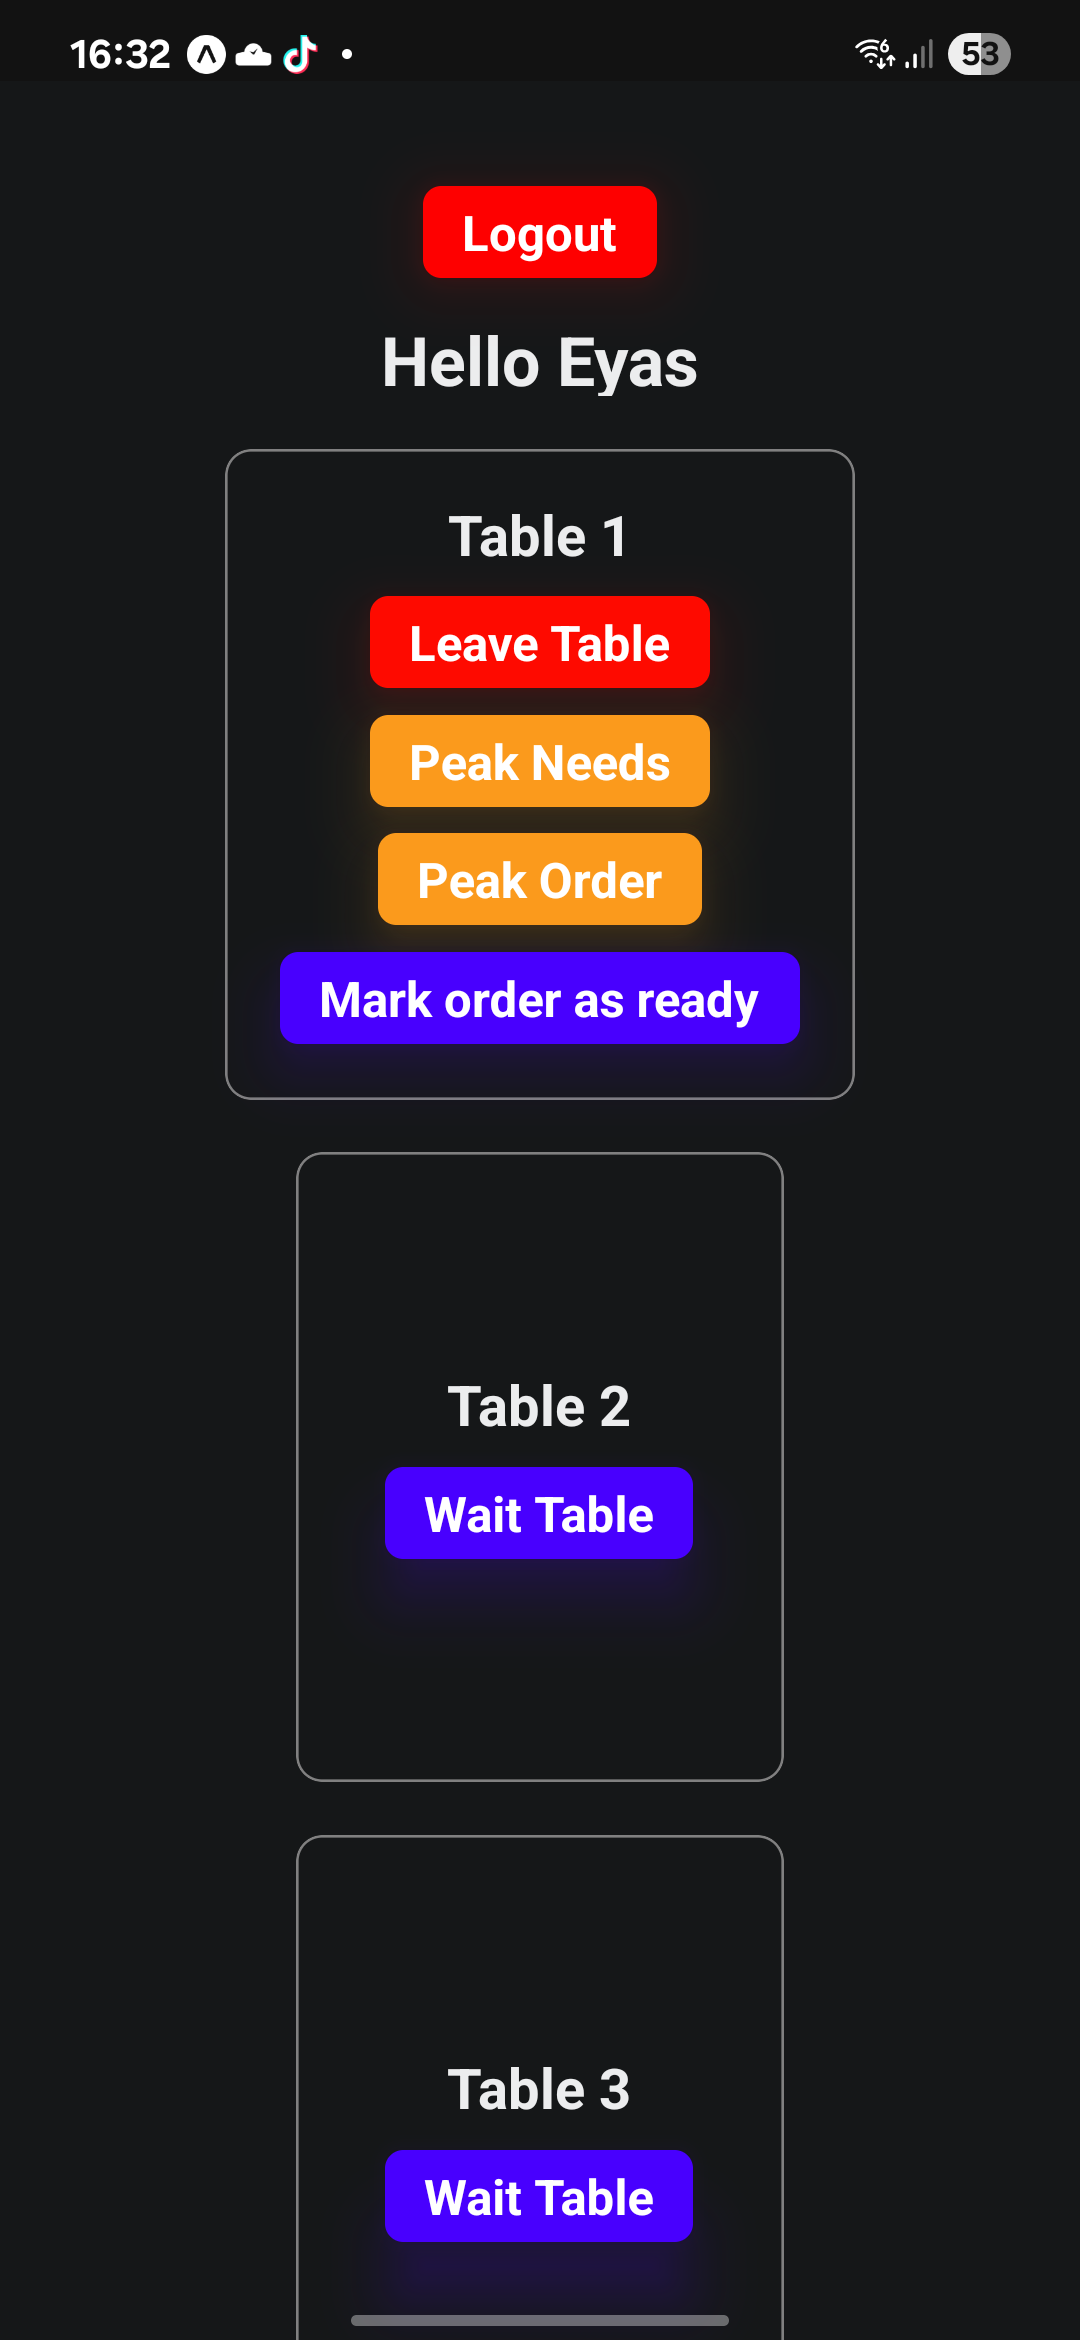 16:32
53
Logout
Hello Eyas
Table 1
Leave Table
Peak Needs
Peak Order
Mark order as ready
Table 2
Wait Table
Table 3
Wait Table